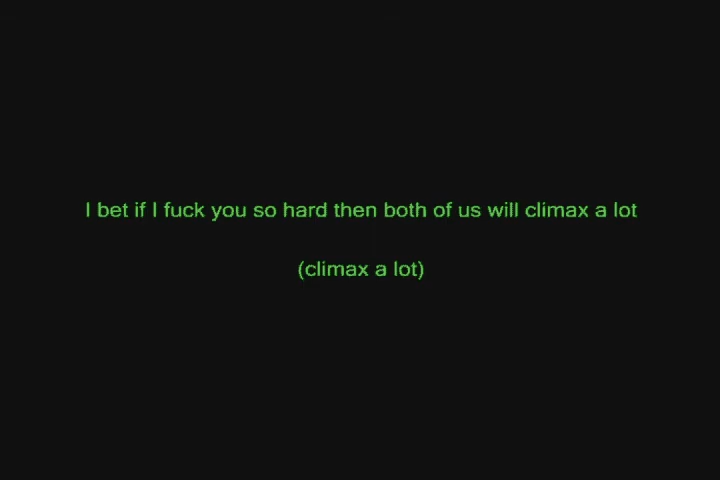 I bet if I fuck you so hard then both of us will climax a lot
(climax a lot)